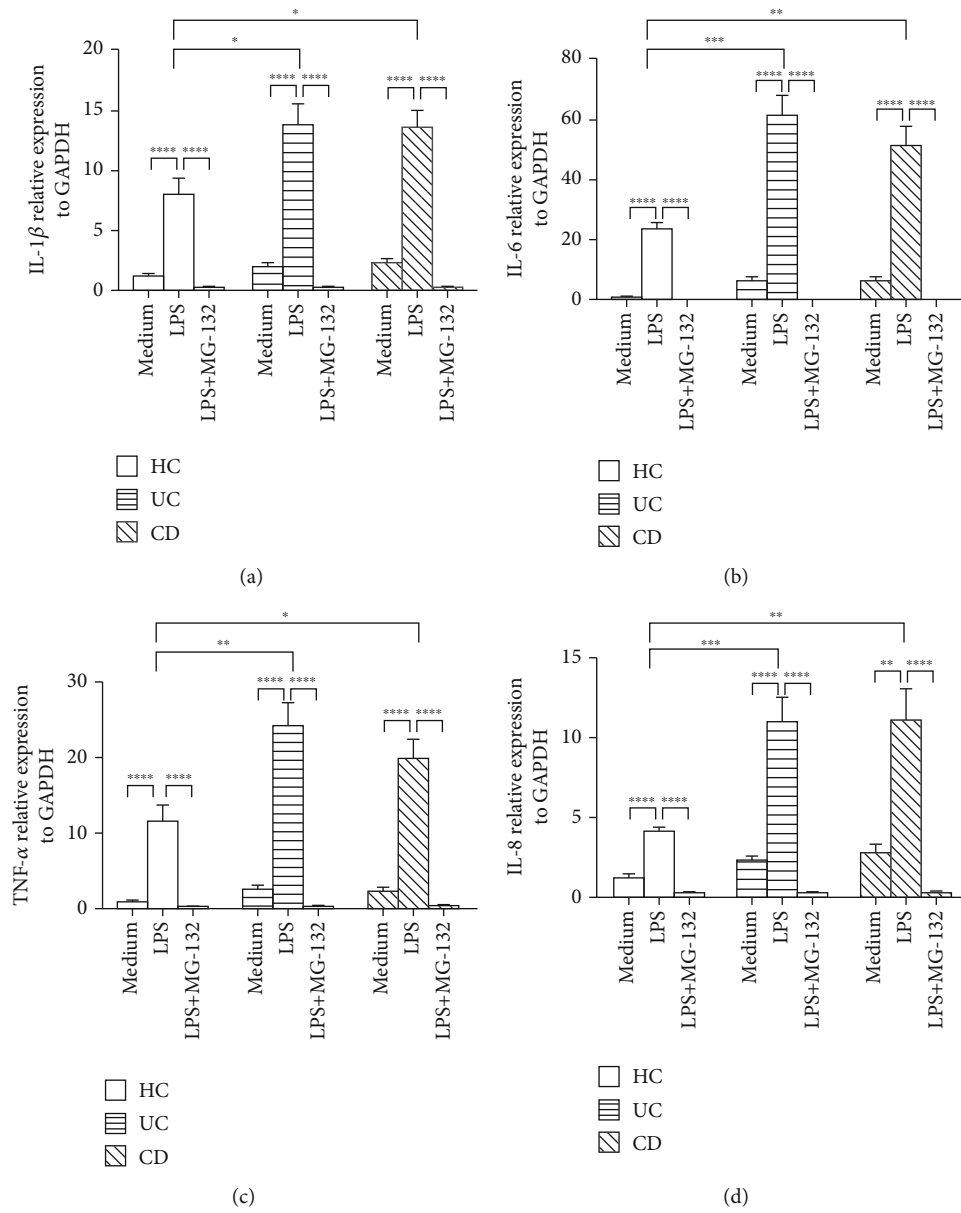 *
*
**** ****
**** ****
**** ****
20
15
10
5
0
IL-1β relative expression
to GAPDH
Medium
LPS
LPS+MG-132
Medium
LPS
LPS+MG-132
Medium
LPS
LPS+MG-132
HC
UC
CD
(a)
**
***
**** ****
**** ****
**** ****
80
60
40
20
0
IL-6 relative expression
to GAPDH
Medium
LPS
LPS+MG-132
Medium
LPS
LPS+MG-132
Medium
LPS
LPS+MG-132
HC
UC
CD
(b)
*
**
**** ****
**** ****
**** ****
30
20
10
0
TNF-α relative expression
to GAPDH
Medium
LPS
LPS+MG-132
Medium
LPS
LPS+MG-132
Medium
LPS
LPS+MG-132
HC
UC
CD
(c)
**
***
** ****
**** ****
**** ****
15
10
5
0
IL-8 relative expression
to GAPDH
Medium
LPS
LPS+MG-132
Medium
LPS
LPS+MG-132
Medium
LPS
LPS+MG-132
HC
UC
CD
(d)